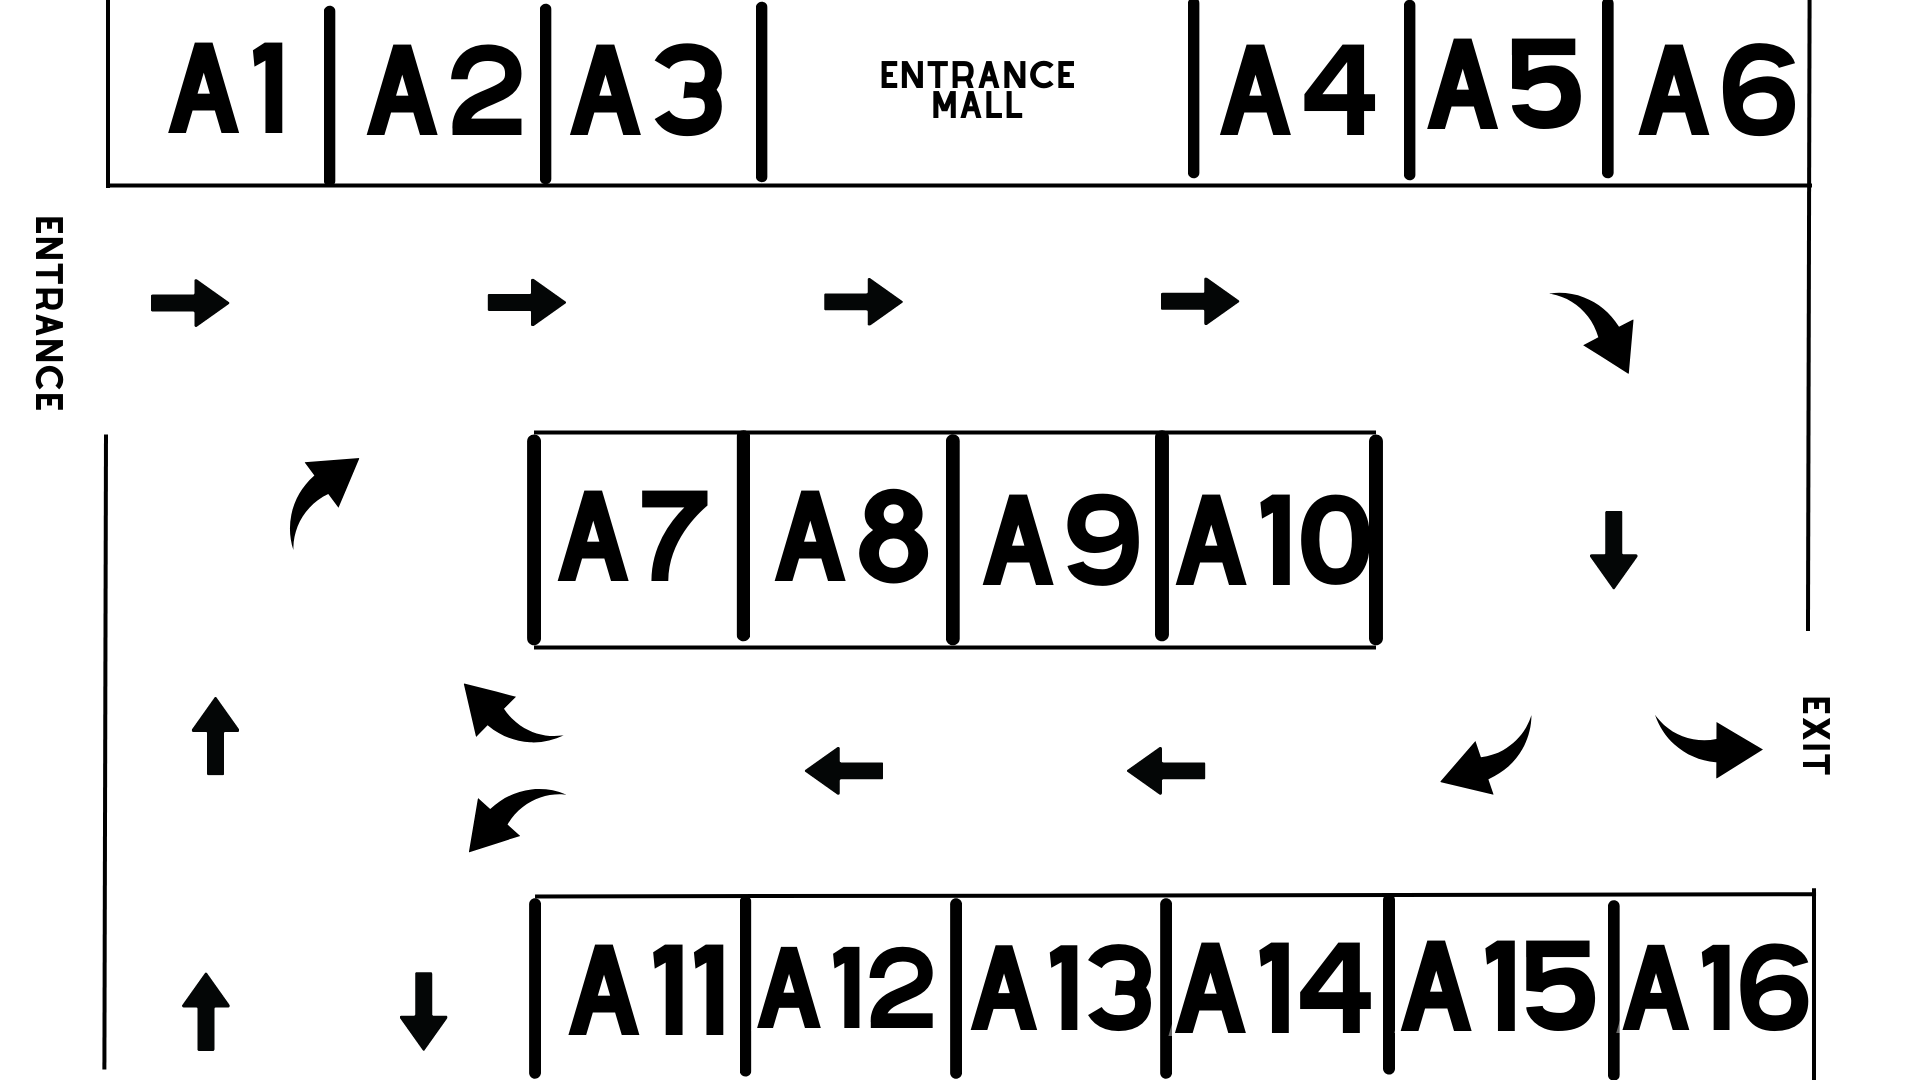 A1 A2 A3 ENTRANCE A4 A5 A6
MALL
ENTRANCE
A7 A8 A9 A10
EXIT
A11 A12 A13 A14 A15 A16